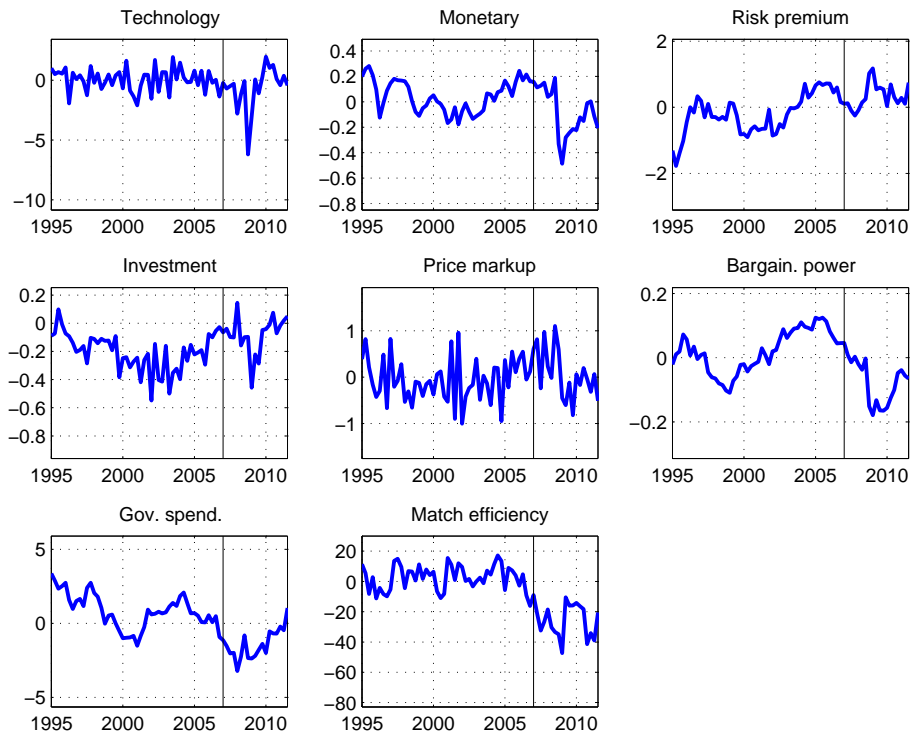 Technology
0
−5
−10
1995 2000 2005 2010
Monetary
0.4
0.2
0
−0.2
−0.4
−0.6
−0.8
1995 2000 2005 2010
Risk premium
2
0
−2
1995 2000 2005 2010
Investment
0.2
0
−0.2
−0.4
−0.6
−0.8
1995 2000 2005 2010
Price markup
1
0
−1
1995 2000 2005 2010
Bargain. power
0.2
0
−0.2
1995 2000 2005 2010
Gov. spend.
5
0
−5
1995 2000 2005 2010
Match efficiency
20
0
−20
−40
−60
−80
1995 2000 2005 2010